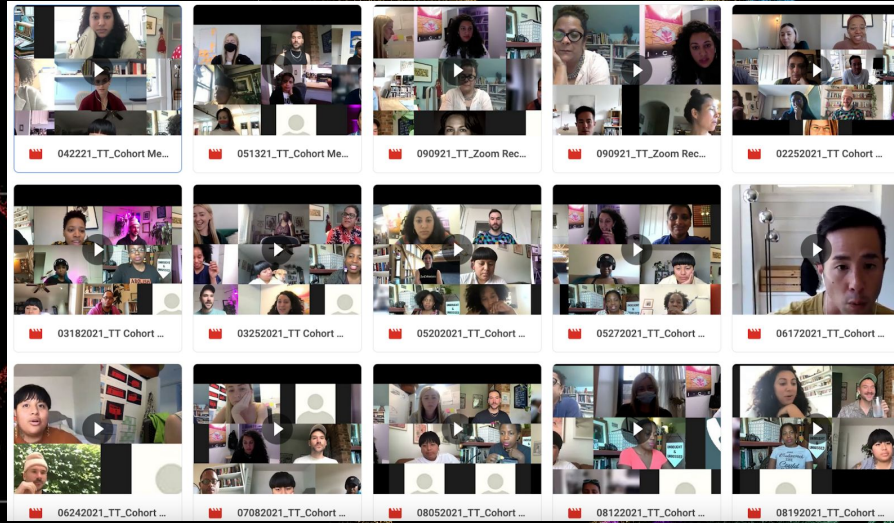 042221_TT_Cohort Me...
051321_TT_Cohort Me...
090921_TT_Zoom Rec...
090921_TT_Zoom Rec...
02252021_TT Cohort ...
03182021_TT Cohort ...
03252021_TT Cohort ...
05202021_TT_Cohort ...
05272021_TT_Cohort ...
06172021_TT_Cohort ...
06242021_TT_Cohort ...
07082021_TT_Cohort ...
08052021_TT_Cohort ...
08122021_TT_Cohort ...
08192021_TT_Cohort ...